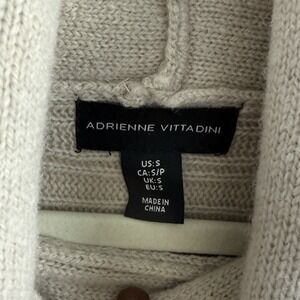 ADRIENNE VITTADINI
US:S
CA:S/P
UK:S
EU:S
MADE IN
CHINA